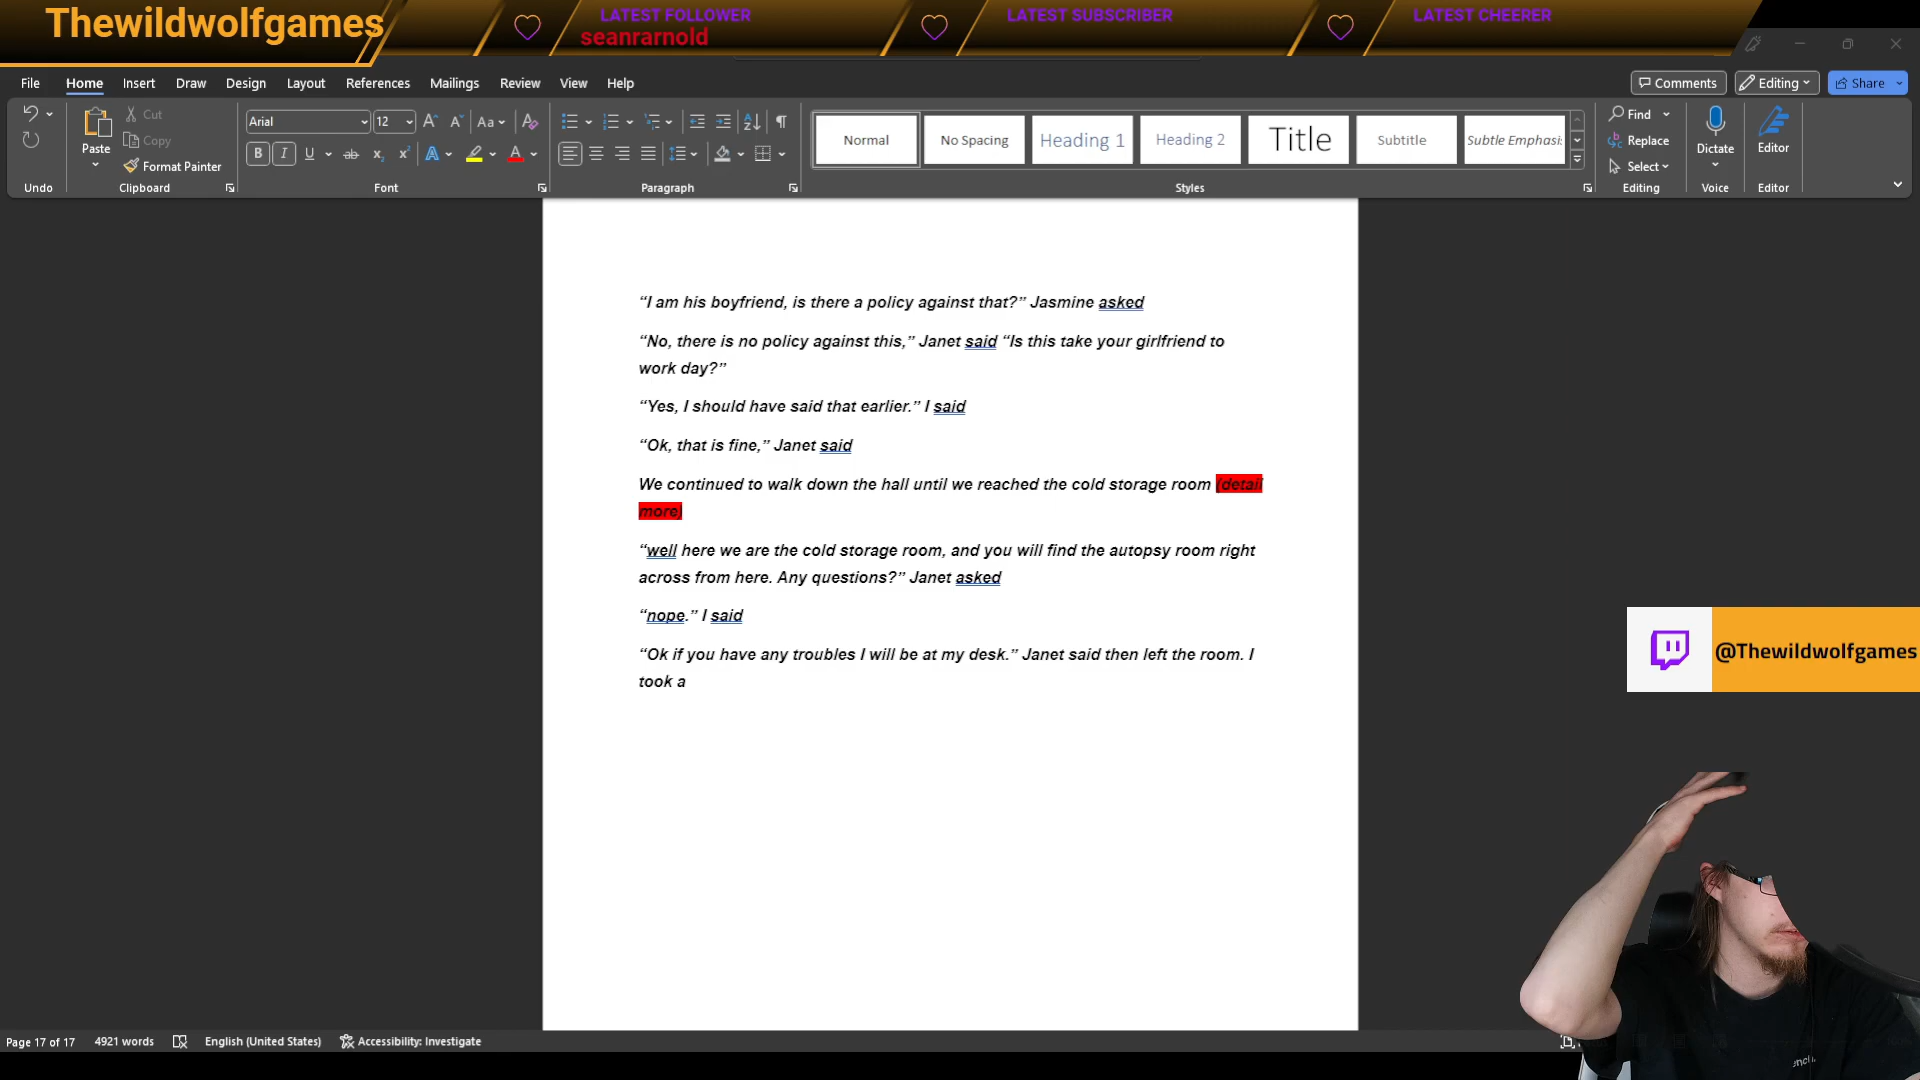 Thewildwolfgames
LATEST FOLLOWER
seanrarnold
LATEST SUBSCRIBER
LATEST CHEERER
File Home Insert Draw Design Layout References Mailings Review View Help
Comments Editing Share
Paste
Cut
Copy
Format Painter
Arial 12
Aa
Normal
No Spacing
Heading 1
Heading 2
Title
Subtitle
Subtle Emphasi
Find
Replace
Select
Dictate
Editor
Undo Clipboard Font Paragraph Styles Editing Voice Editor
“I am his boyfriend, is there a policy against that?” Jasmine asked
“No, there is no policy against this,” Janet said “Is this take your girlfriend to
work day?”
“Yes, I should have said that earlier.” I said
“Ok, that is fine,” Janet said
We continued to walk down the hall until we reached the cold storage room (detail
more)
“well here we are the cold storage room, and you will find the autopsy room right
across from here. Any questions?” Janet asked
“nope.” I said
“Ok if you have any troubles I will be at my desk.” Janet said then left the room. I
took a
@Thewildwolfgames
Page 17 of 17 4921 words English (United States) Accessibility: Investigate